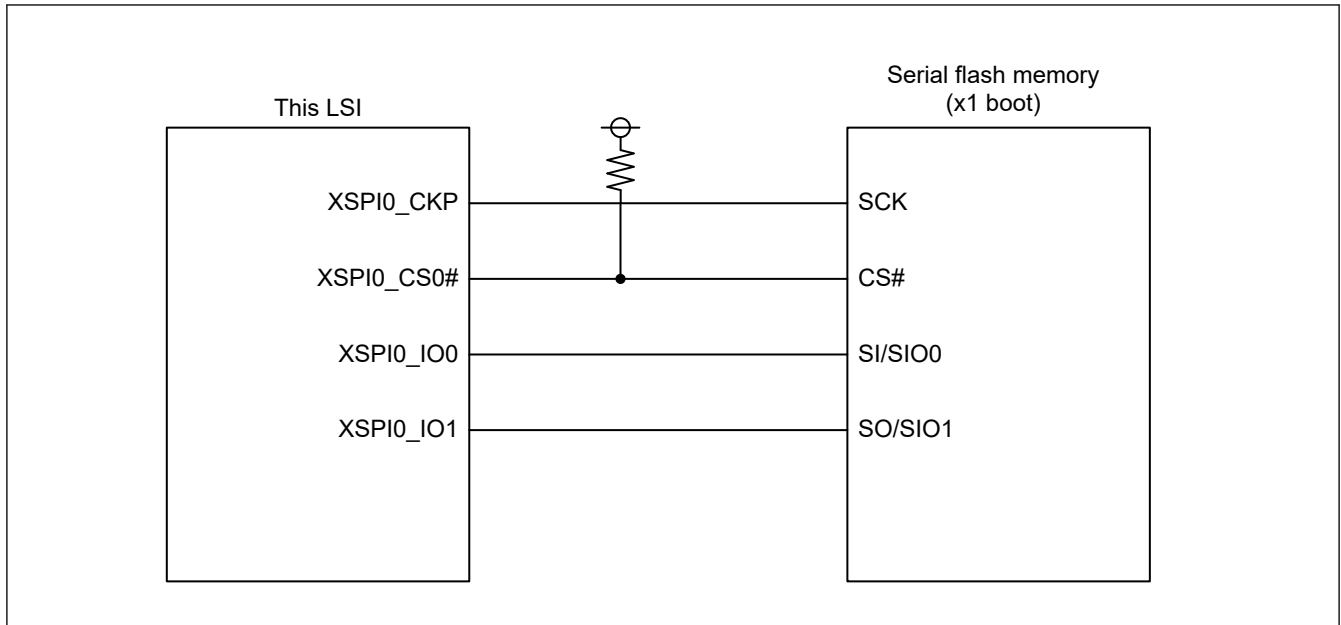 This LSI
Serial flash memory
(x1 boot)
XSPI0_CKP
SCK
XSPI0_CS0#
CS#
XSPI0_IO0
SI/SIO0
XSPI0_IO1
SO/SIO1